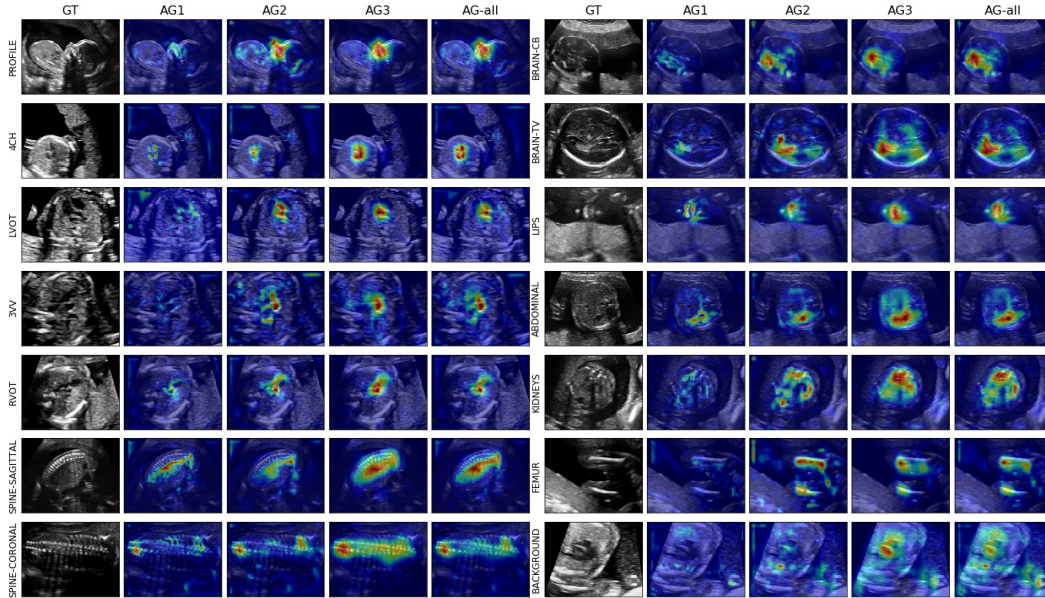 GT AG1 AG2 AG3 AG-all GT AG1 AG2 AG3 AG-all
PROFILE BRAIN-CB
4CH BRAIN-TV
LVOT LIPS
3VV ABDOMINAL
RVOT KIDNEYS
SPINE-SAGITTAL FEMUR
SPINE-CORONAL BACKGROUND